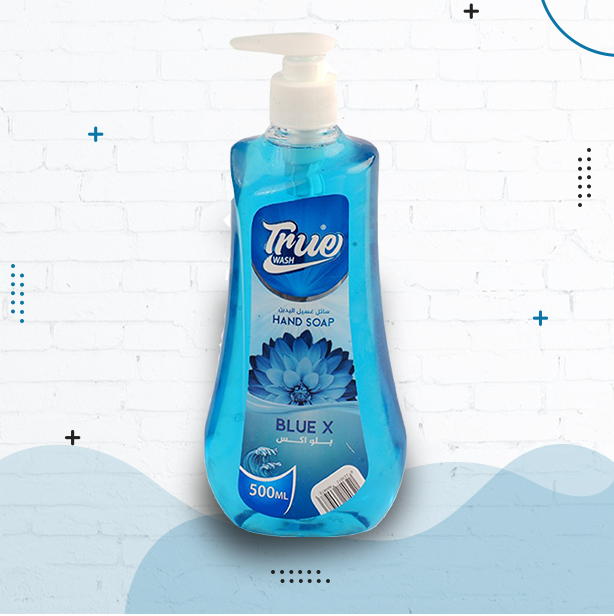 True®
WASH
سائل غسيل اليدين
HAND SOAP
BLUE X
بلو اكس
500ML